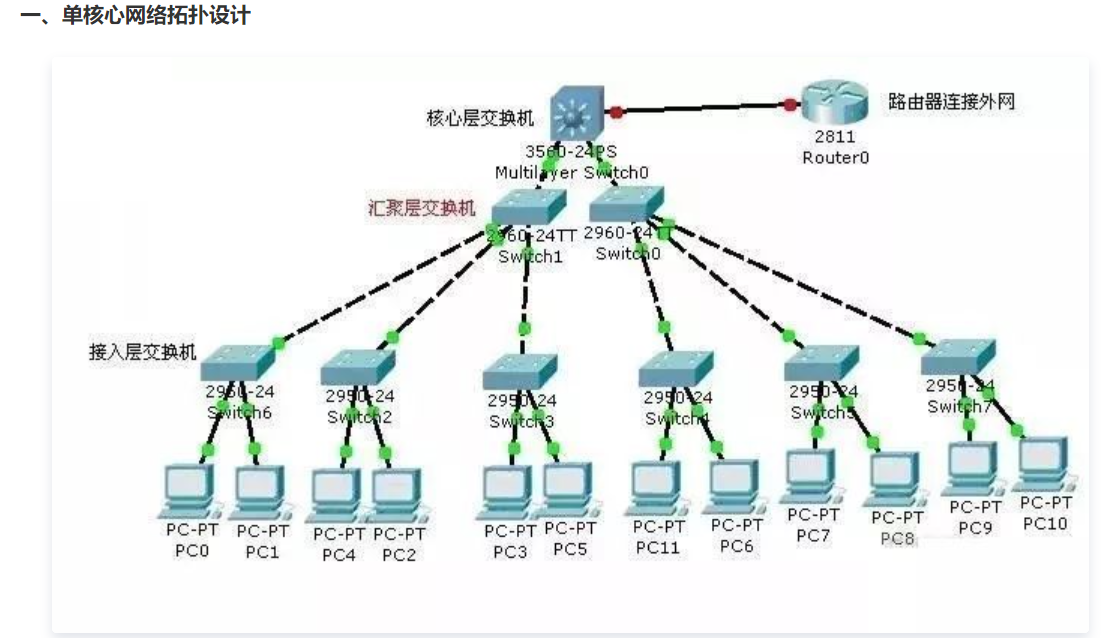 一、单核心网络拓扑设计
核心层交换机
路由器连接外网
3560-24PS
Multilayer Switch0
2811
Router0
汇聚层交换机
2960-24TT
Switch1
2960-24TT
Switch0
接入层交换机
2950-24
Switch6
2950-24
Switch2
2950-24
Switch3
2950-24
Switch4
2950-24
Switch5
2950-24
Switch7
PC-PT
PC0
PC-PT
PC1
PC-PT
PC4
PC-PT
PC2
PC-PT
PC3
PC-PT
PC5
PC-PT
PC11
PC-PT
PC6
PC-PT
PC7
PC-PT
PC8
PC-PT
PC9
PC-PT
PC10